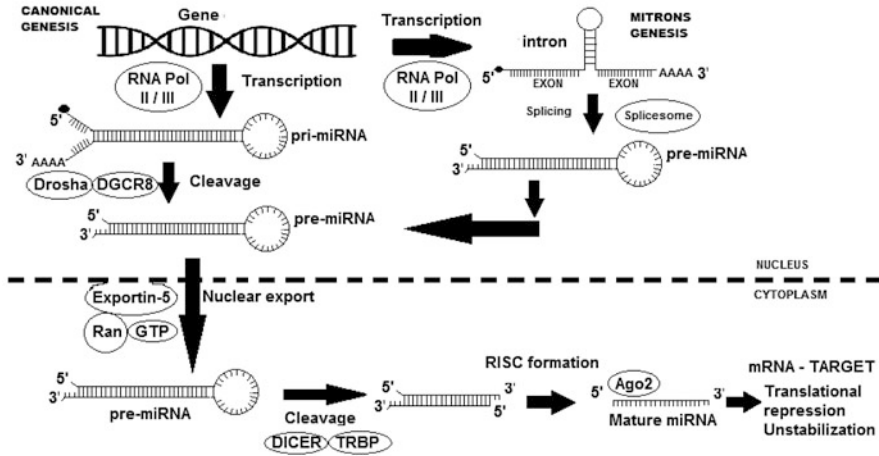 CANONICAL
GENESIS
Gene
Transcription
MITRONS
GENESIS
intron
5'
EXON
EXON
AAAA 3'
RNA Pol
II / III
Transcription
RNA Pol
II / III
Splicing
Splicesome
5'
pri-miRNA
3' AAAA
5'
3'
pre-miRNA
Drosha
DGCR8
Cleavage
5'
3'
pre-miRNA
NUCLEUS
CYTOPLASM
Exportin-5
Nuclear export
Ran
GTP
5'
3'
pre-miRNA
Cleavage
DICER
TRBP
5'
3'
3'
5'
RISC formation
5'
Ago2
3'
Mature miRNA
mRNA - TARGET
Translational
repression
Unstabilization